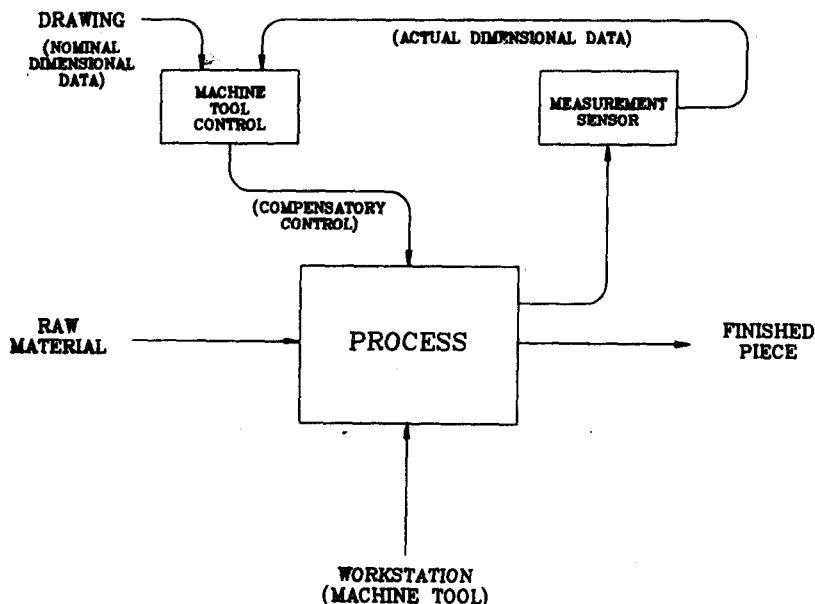 DRAWING
(NOMINAL
DIMENSIONAL
DATA)
(ACTUAL DIMENSIONAL DATA)
MACHINE
TOOL
CONTROL
MEASUREMENT
SENSOR
(COMPENSATORY
CONTROL)
RAW
MATERIAL
PROCESS
FINISHED
PIECE
WORKSTATION
(MACHINE TOOL)